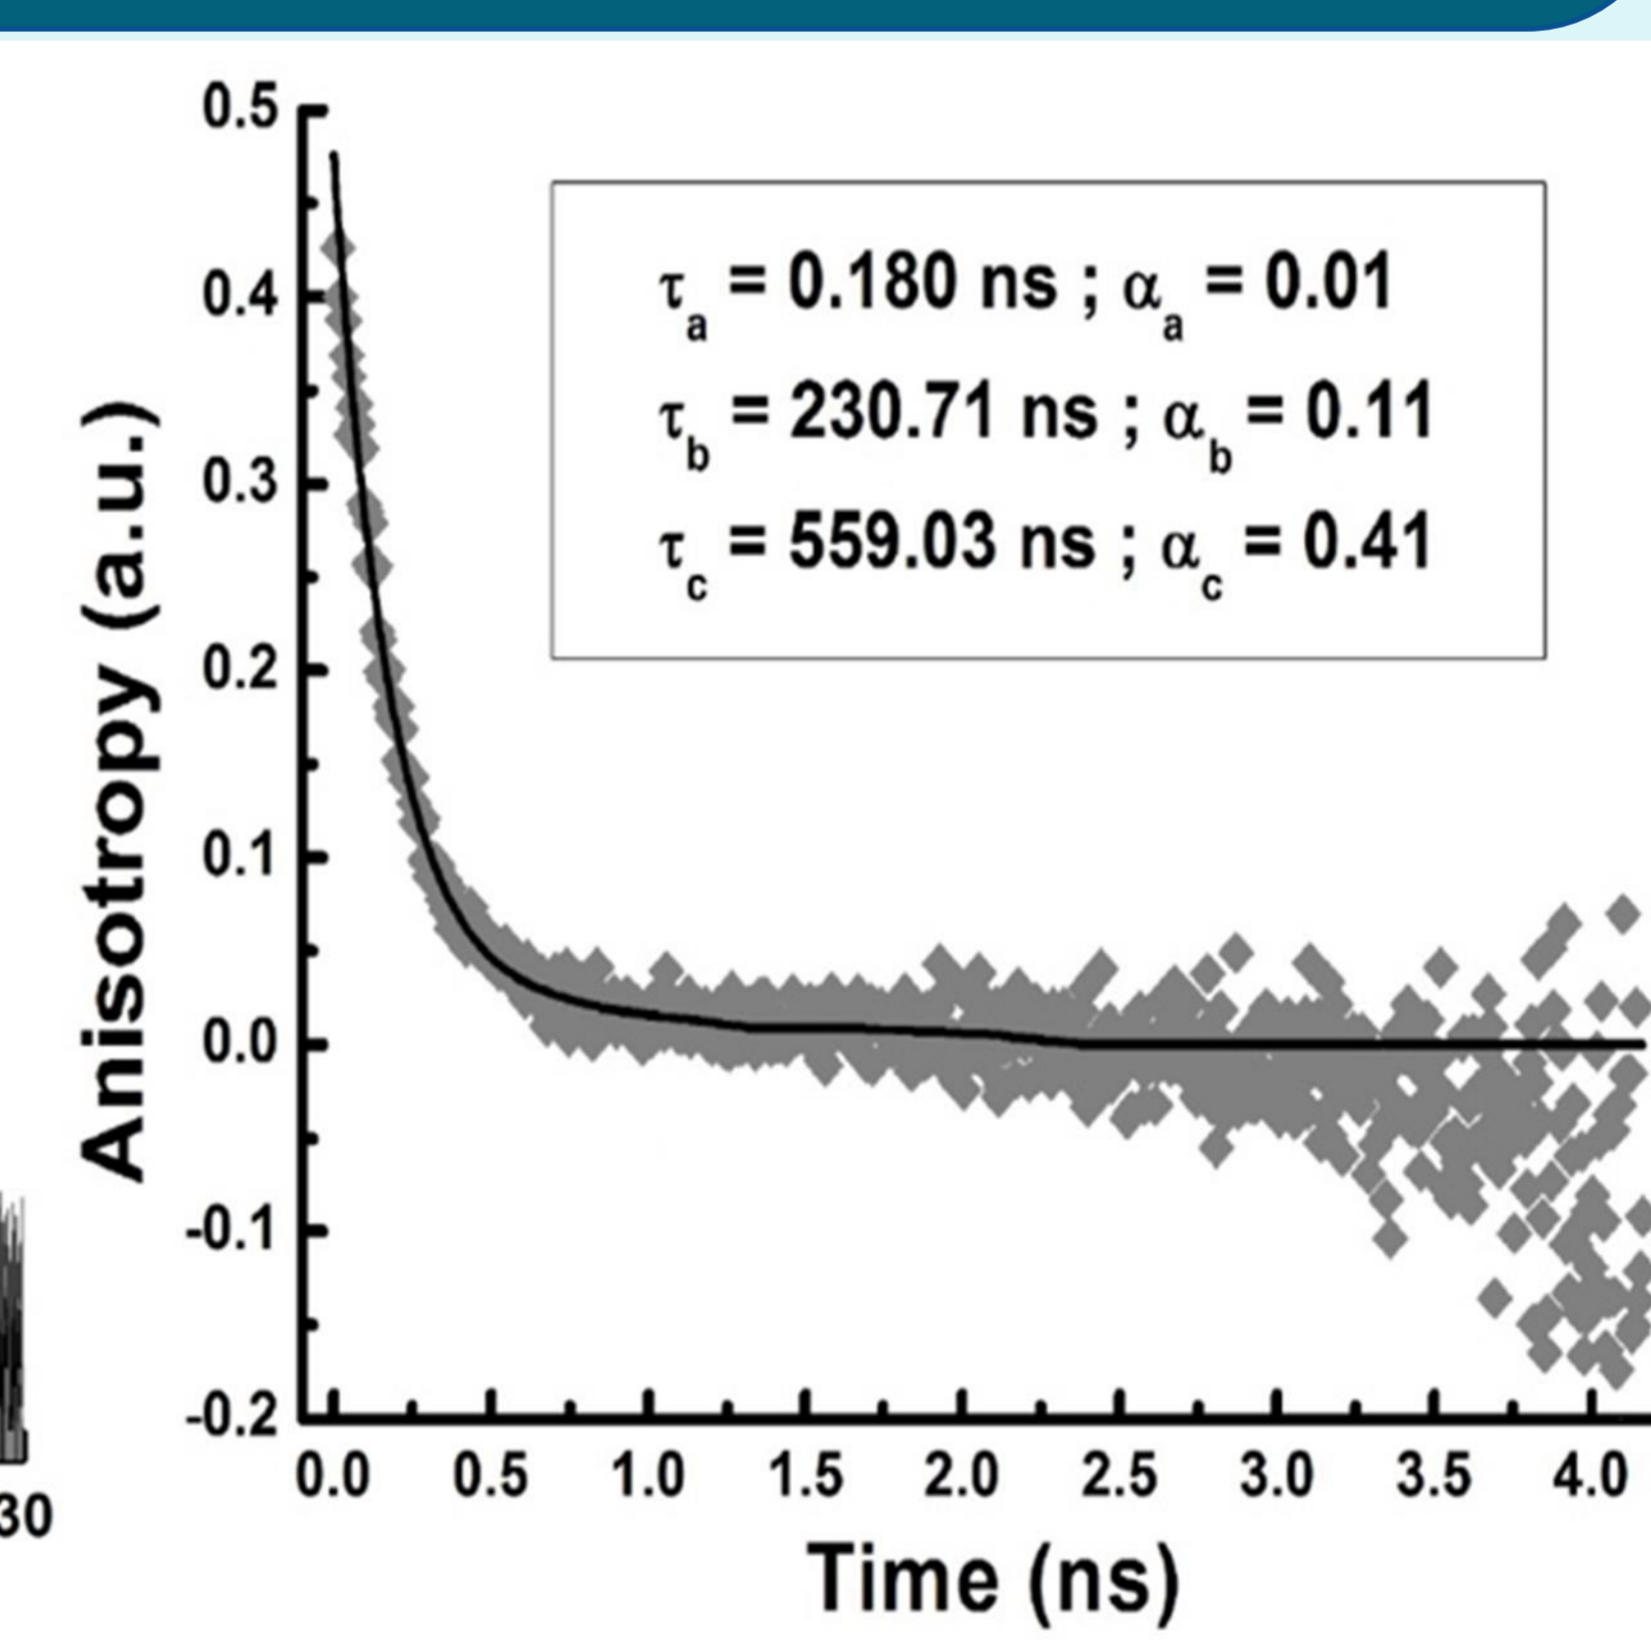 0.5
0.4
0.3
0.2
0.1
0.0
-0.1
-0.2
Anisotropy (a.u.)
τa = 0.180 ns ; αa = 0.01
τb = 230.71 ns ; αb = 0.11
τc = 559.03 ns ; αc = 0.41
0.0 0.5 1.0 1.5 2.0 2.5 3.0 3.5 4.0
30
Time (ns)